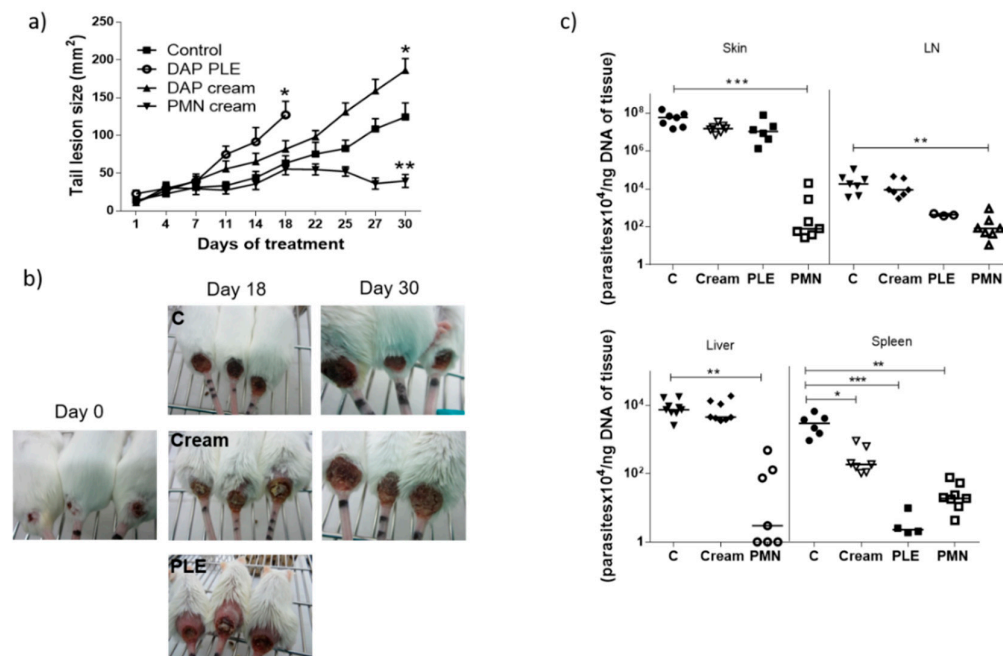 a)
Tail lesion size (mm²)
250
200
150
100
50
0
Control
DAP PLE
DAP cream
PMN cream
*
*
**
1 4 7 11 14 18 22 25 27 30
Days of treatment
b)
Day 0
Day 18
Day 30
C
Cream
PLE
c)
(parasitesx10⁴/ng DNA of tissue)
Skin
LN
***
**
10⁸
10⁶
10⁴
10²
1
C Cream PLE PMN
C Cream PLE PMN
(parasitesx10⁴/ng DNA of tissue)
Liver
Spleen
**
**
***
*
10⁴
10²
1
C Cream PMN
C Cream PLE PMN